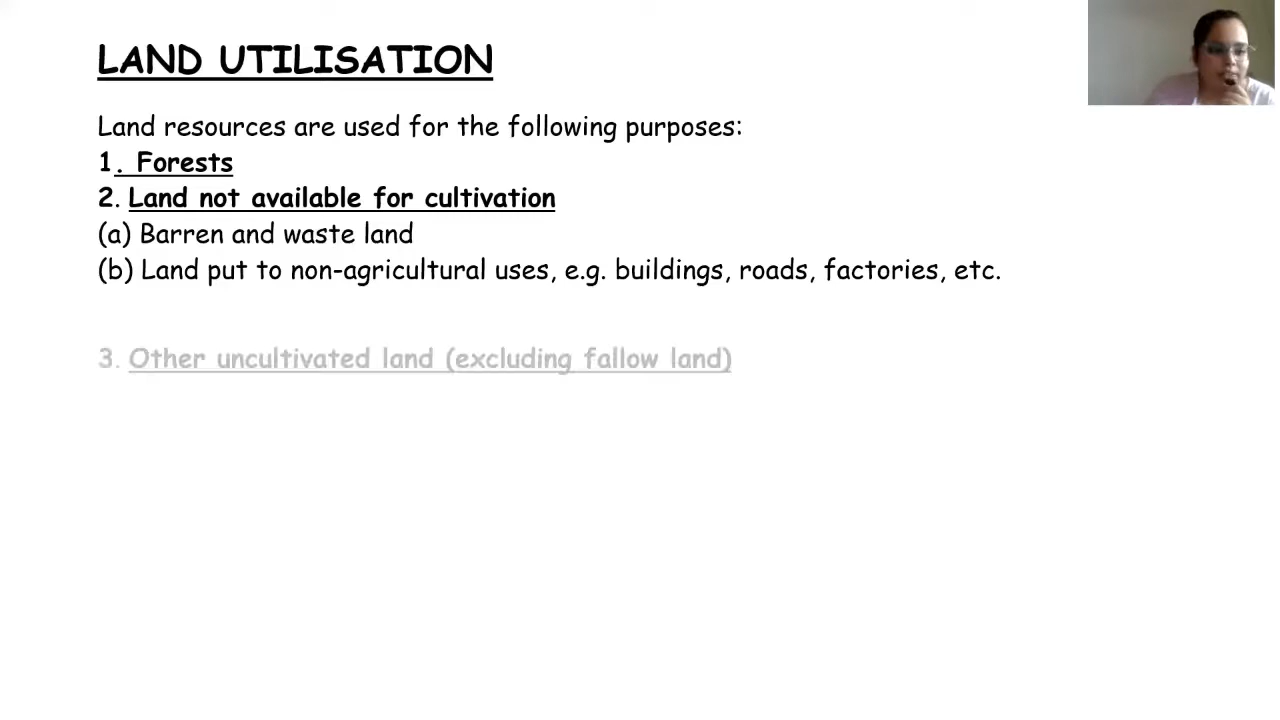 LAND UTILISATION
Land resources are used for the following purposes:
1. Forests
2. Land not available for cultivation
(a) Barren and waste land
(b) Land put to non-agricultural uses, e.g. buildings, roads, factories, etc.
3. Other uncultivated land (excluding fallow land)